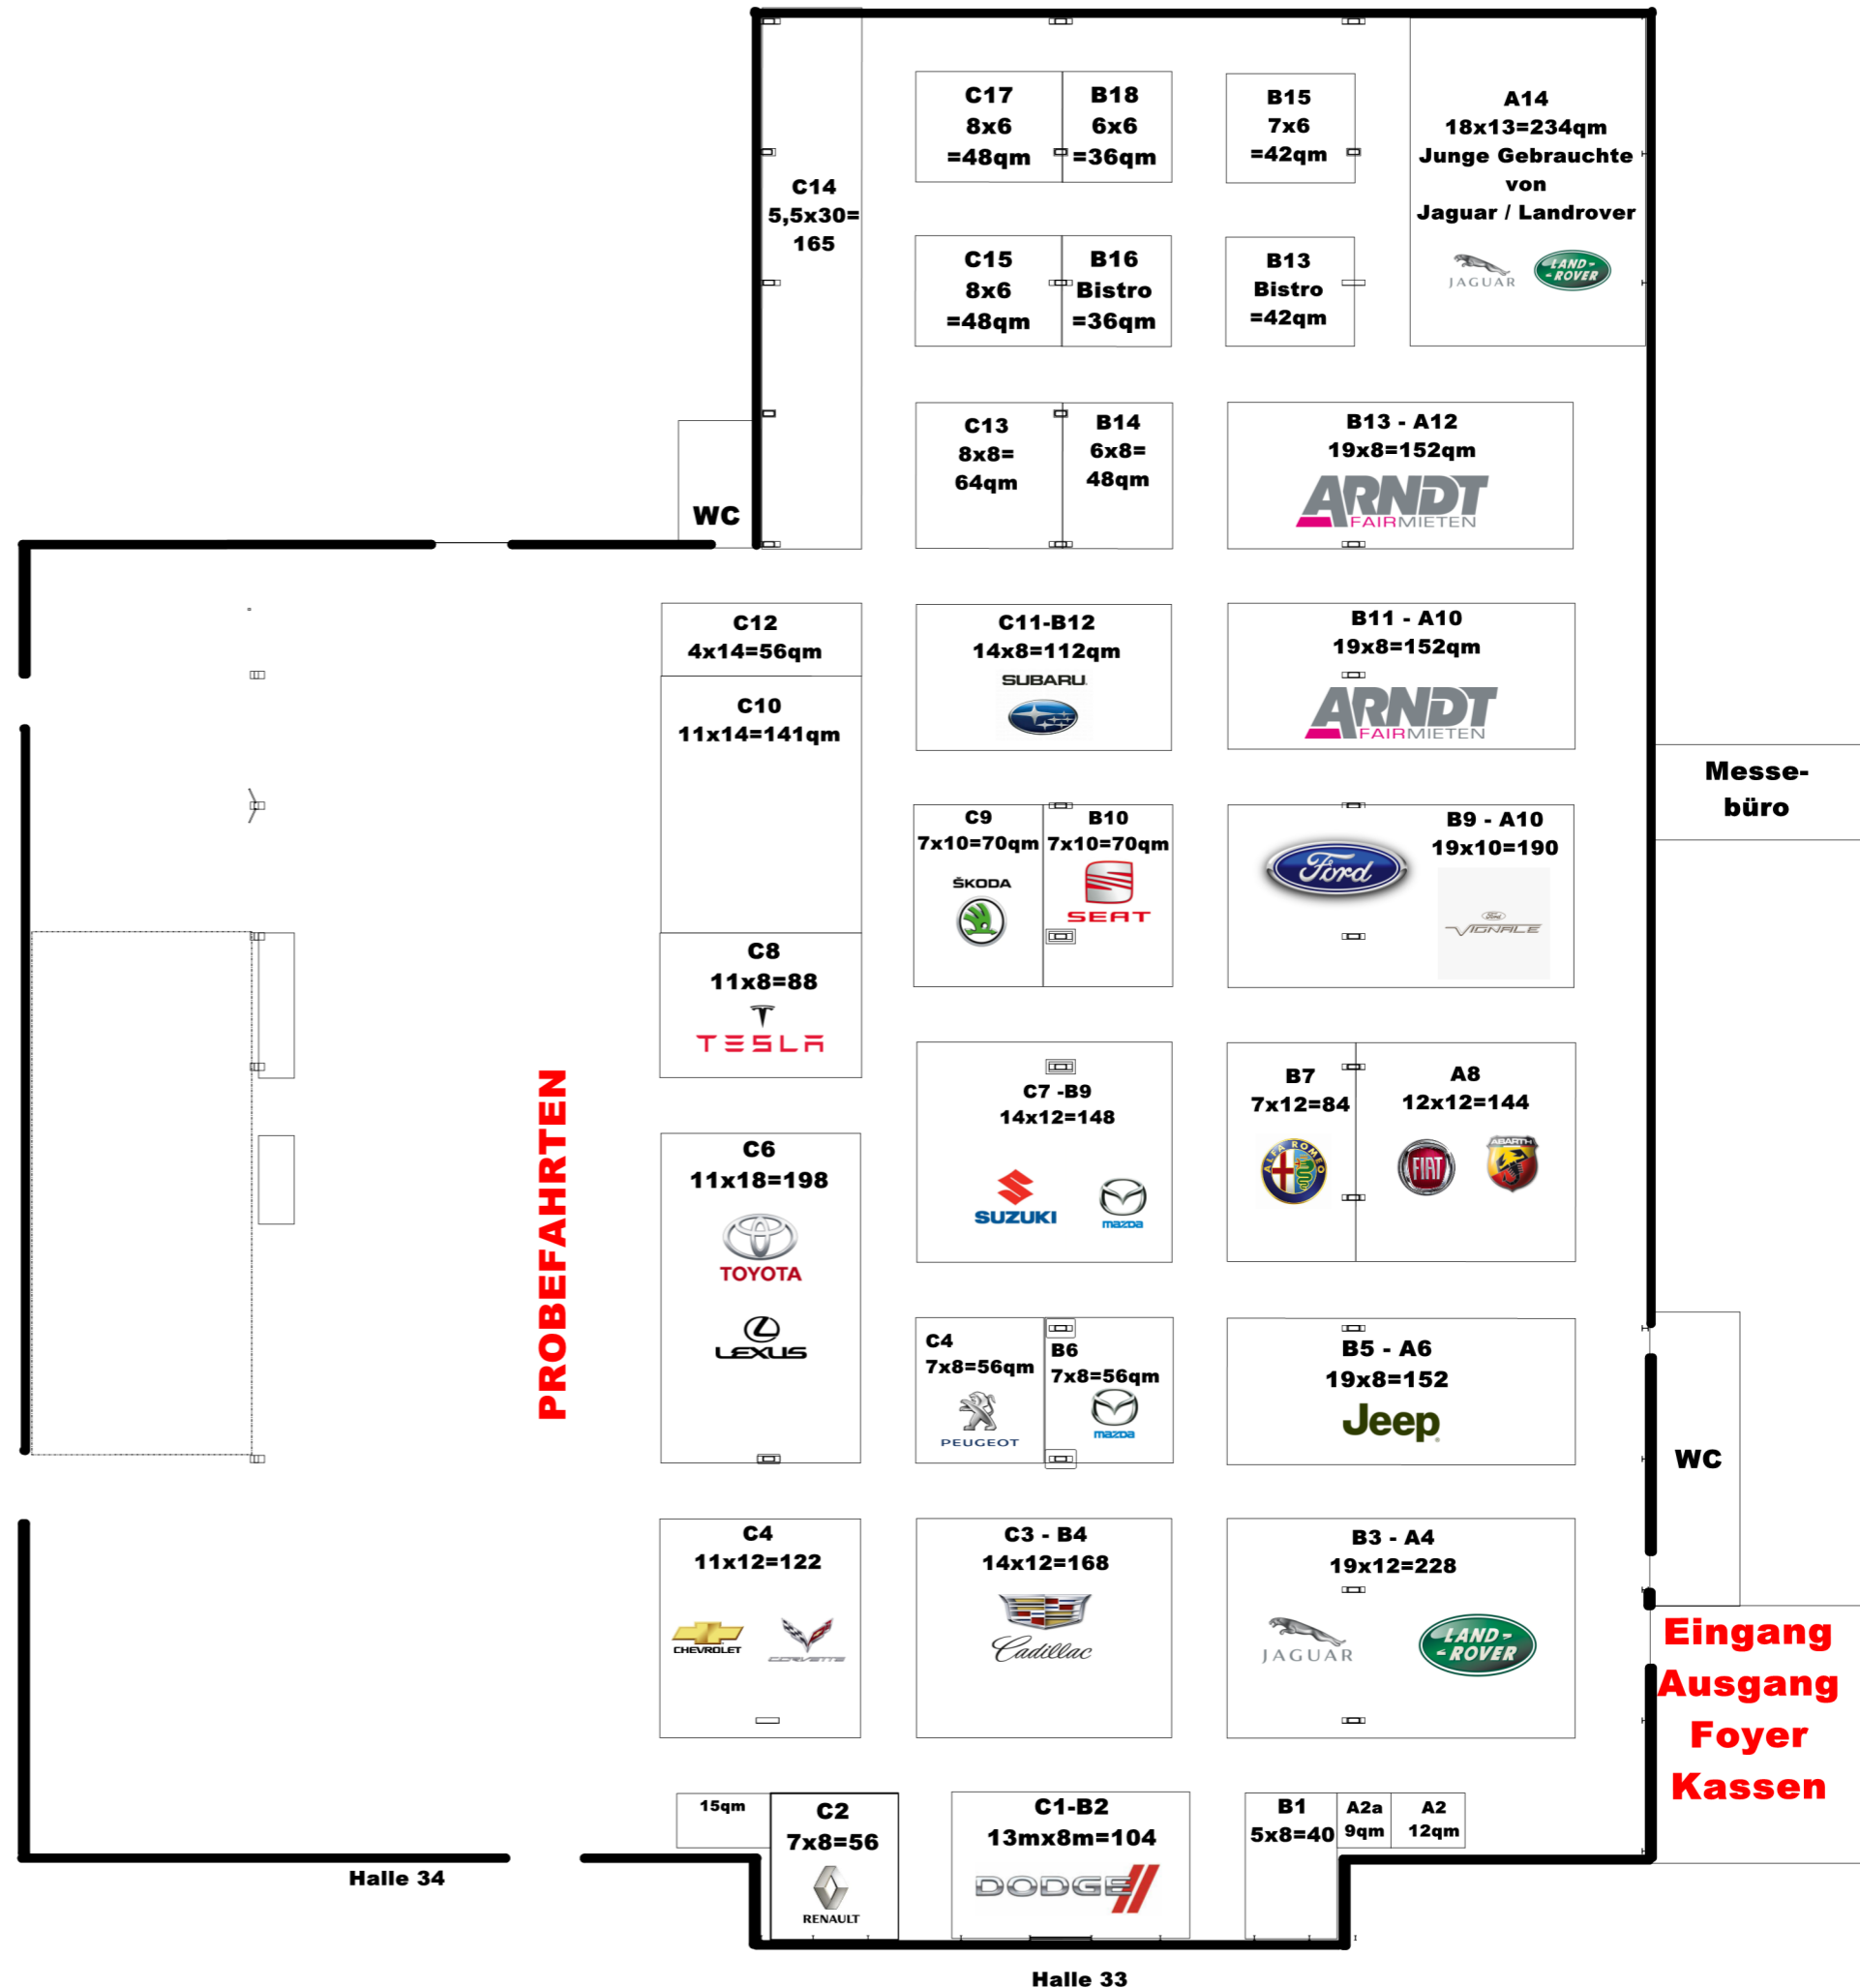 C17
8x6
=48qm
B18
6x6
=36qm
B15
7x6
=42qm
A14
18x13=234qm
Junge Gebrauchte
von
Jaguar / Landrover
JAGUAR
LAND-
-ROVER
C14
5,5x30=
165
C15
8x6
=48qm
B16
Bistro
=36qm
B13
Bistro
=42qm
C13
8x8=
64qm
B14
6x8=
48qm
B13 - A12
19x8=152qm
ARNDT
FAIRMIETEN
WC
C12
4x14=56qm
C11-B12
14x8=112qm
SUBARU
B11 - A10
19x8=152qm
ARNDT
FAIRMIETEN
C10
11x14=141qm
Messe-
büro
C9
7x10=70qm
ŠKODA
B10
7x10=70qm
SEAT
Ford
B9 - A10
19x10=190
Ford
VIGNALE
C8
11x8=88
TESLA
PROBEFAHRTEN
C7 -B9
14x12=148
SUZUKI
mazda
B7
7x12=84
ALFA ROMEO
A8
12x12=144
FIAT
ABARTH
C6
11x18=198
TOYOTA
LEXUS
C4
7x8=56qm
PEUGEOT
B6
7x8=56qm
mazda
B5 - A6
19x8=152
Jeep
WC
C4
11x12=122
CHEVROLET
CORVETTE
C3 - B4
14x12=168
Cadillac
B3 - A4
19x12=228
JAGUAR
LAND-
-ROVER
Eingang
Ausgang
Foyer
Kassen
15qm
C2
7x8=56
RENAULT
C1-B2
13mx8m=104
DODGE
B1
5x8=40
A2a
9qm
A2
12qm
Halle 34
Halle 33